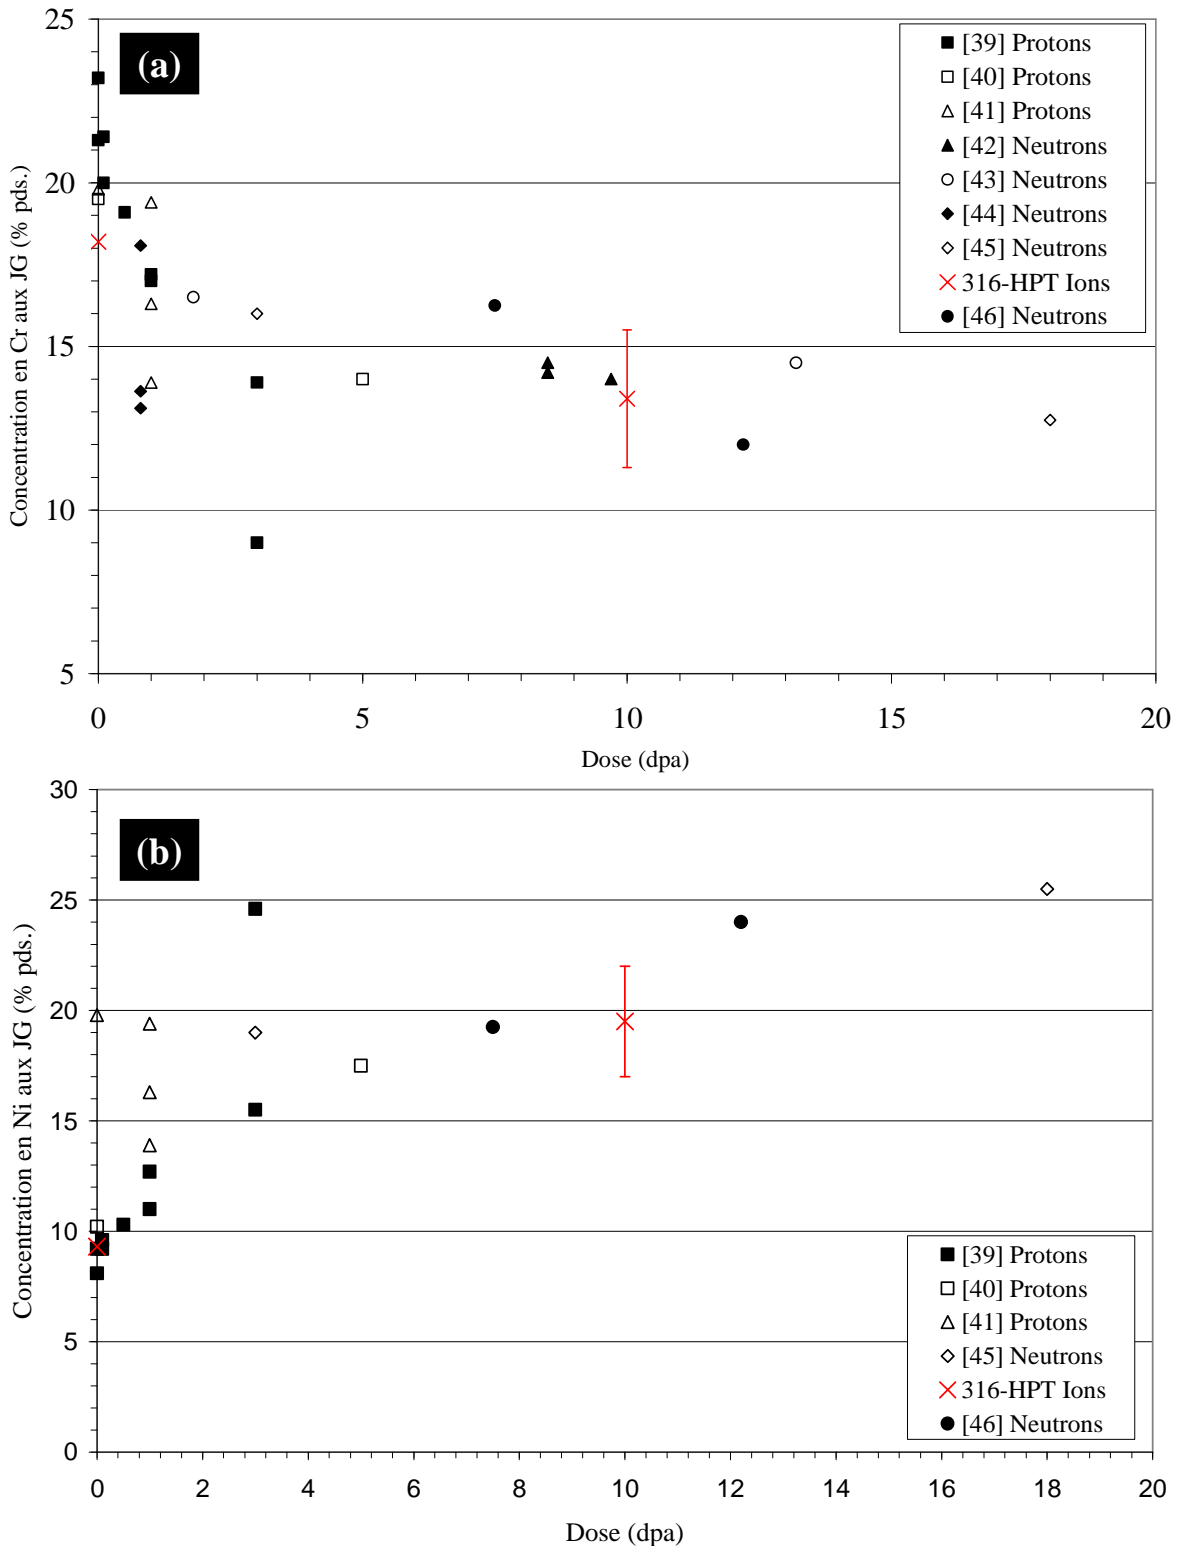 (a)
25
20
15
10
5
Concentration en Cr aux JG (% pds.)
[39] Protons
[40] Protons
[41] Protons
[42] Neutrons
[43] Neutrons
[44] Neutrons
[45] Neutrons
316-HPT Ions
[46] Neutrons
0 5 10 15 20
Dose (dpa)
(b)
30
25
20
15
10
5
0
Concentration en Ni aux JG (% pds.)
[39] Protons
[40] Protons
[41] Protons
[45] Neutrons
316-HPT Ions
[46] Neutrons
0 2 4 6 8 10 12 14 16 18 20
Dose (dpa)